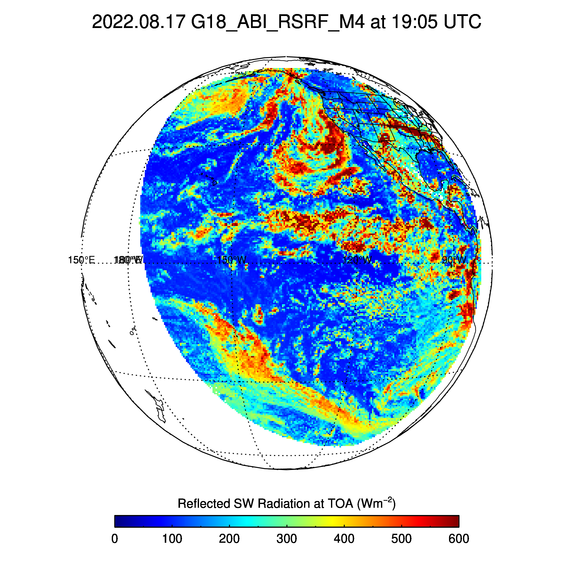 2022.08.17 G18_ABI_RSRF_M4 at 19:05 UTC
150°E
0°
Reflected SW Radiation at TOA (Wm⁻²)
0 100 200 300 400 500 600